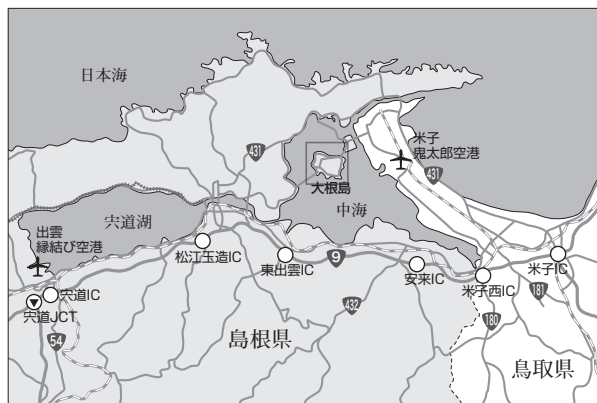 日本海
米子
鬼太郎空港
431
431
大根島
中海
宍道湖
出雲
縁結び空港
松江玉造IC
東出雲IC
9
安来IC
米子西IC
米子IC
宍道IC
宍道JCT
54
432
180
181
島根県
鳥取県